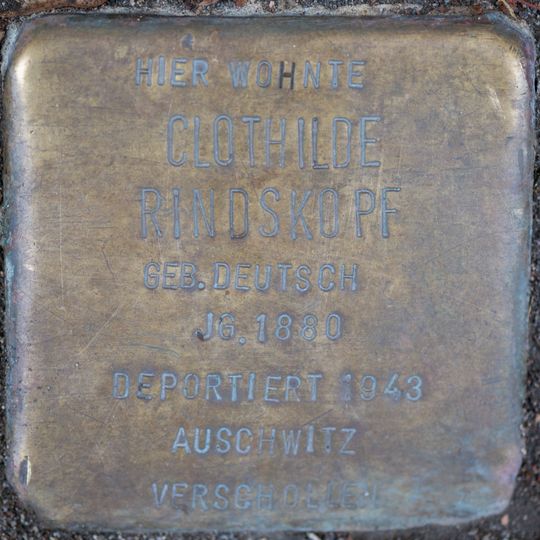 HIER WOHNTE
CLOTHILDE
RINDSKOPF
GEB. DEUTSCH
JG. 1880
DEPORTIERT 1943
AUSCHWITZ
VERSCHOLLEN